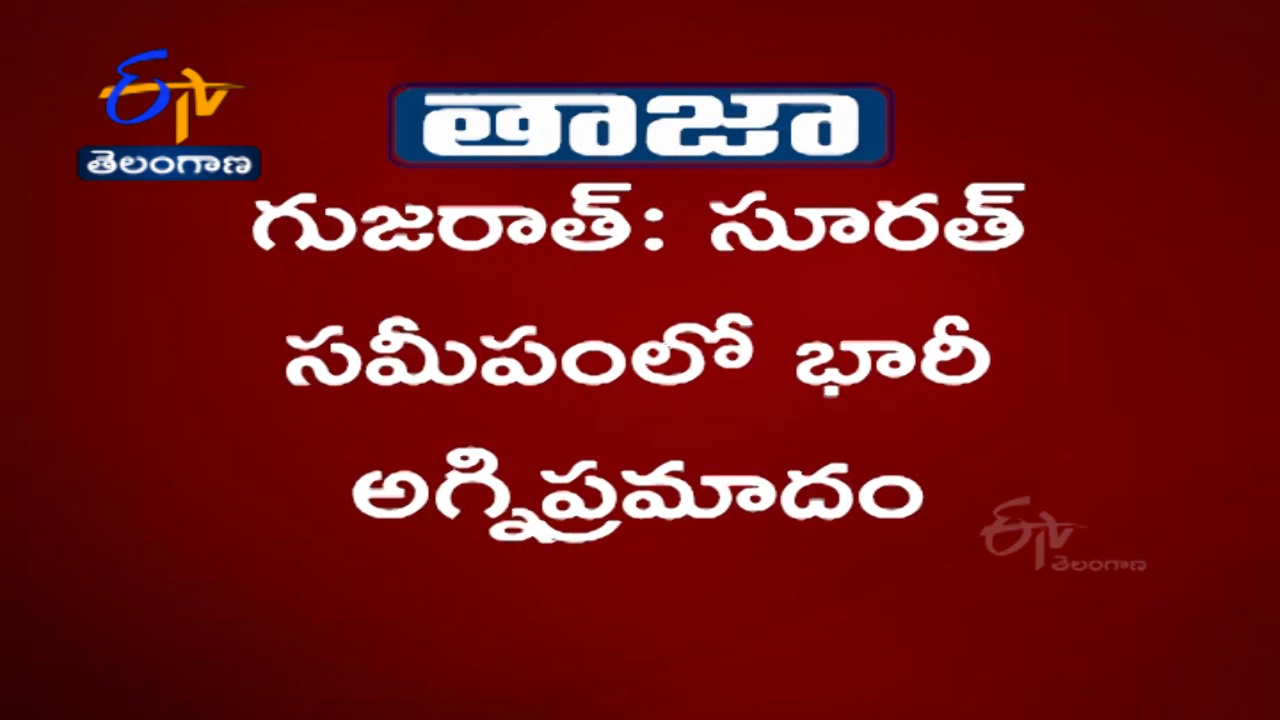 ETV
తెలంగాణ
తాజా
గుజరాత్: సూరత్
సమీపంలో భారీ
అగ్నిప్రమాదం
ETV
తెలంగాణ